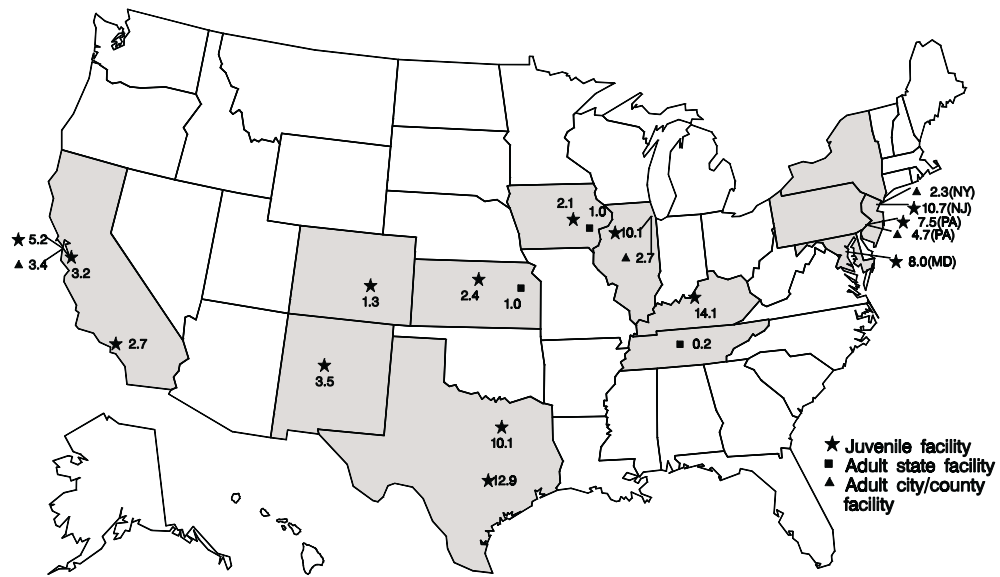 2.3(NY)
10.7(NJ)
7.5(PA)
4.7(PA)
8.0(MD)
2.1
1.0
10.1
2.7
5.2
3.4
3.2
2.7
1.3
2.4
1.0
14.1
0.2
3.5
10.1
12.9
Juvenile facility
Adult state facility
Adult city/county
facility